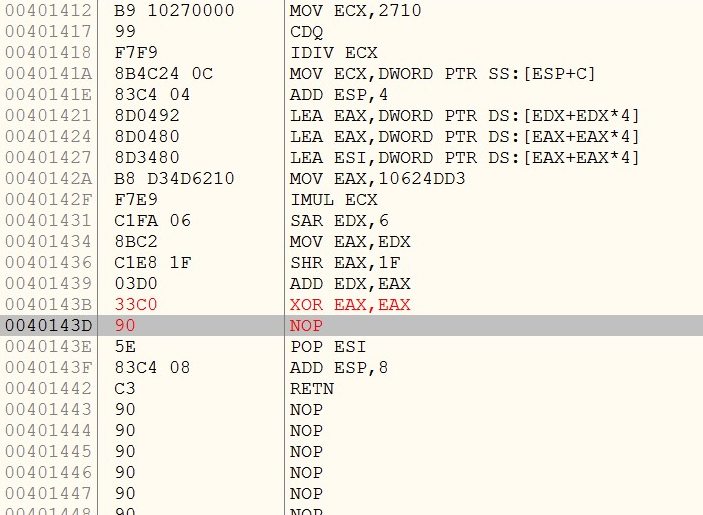 00401412 B9 10270000 MOV ECX,2710
00401417 99 CDQ
00401418 F7F9 IDIV ECX
0040141A 8B4C24 0C MOV ECX,DWORD PTR SS:[ESP+C]
0040141E 83C4 04 ADD ESP,4
00401421 8D0492 LEA EAX,DWORD PTR DS:[EDX+EDX*4]
00401424 8D0480 LEA EAX,DWORD PTR DS:[EAX+EAX*4]
00401427 8D3480 LEA ESI,DWORD PTR DS:[EAX+EAX*4]
0040142A B8 D34D6210 MOV EAX,10624DD3
0040142F F7E9 IMUL ECX
00401431 C1FA 06 SAR EDX,6
00401434 8BC2 MOV EAX,EDX
00401436 C1E8 1F SHR EAX,1F
00401439 03D0 ADD EDX,EAX
0040143B 33C0 XOR EAX,EAX
0040143D 90 NOP
0040143E 5E POP ESI
0040143F 83C4 08 ADD ESP,8
00401442 C3 RETN
00401443 90 NOP
00401444 90 NOP
00401445 90 NOP
00401446 90 NOP
00401447 90 NOP
00401448 90 NOP